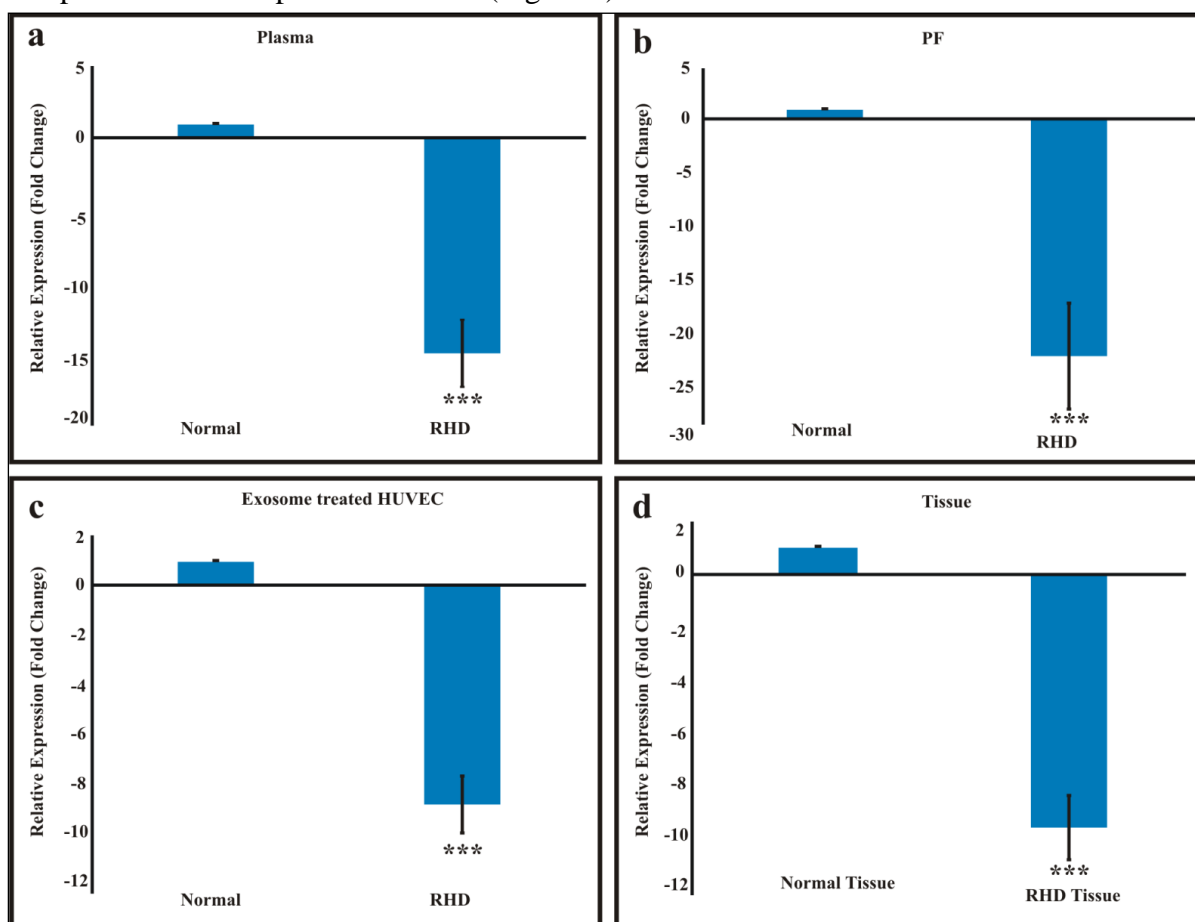 a
Plasma
Relative Expression (Fold Change)
5
0
-5
-10
-15
-20
***
Normal
RHD
b
PF
Relative Expression (Fold Change)
5
0
-5
-10
-15
-20
-25
-30
***
Normal
RHD
c
Exosome treated HUVEC
Relative Expression (Fold Change)
2
0
-2
-4
-6
-8
-10
-12
***
Normal
RHD
d
Tissue
Relative Expression (Fold Change)
2
0
-2
-4
-6
-8
-10
-12
***
Normal Tissue
RHD Tissue